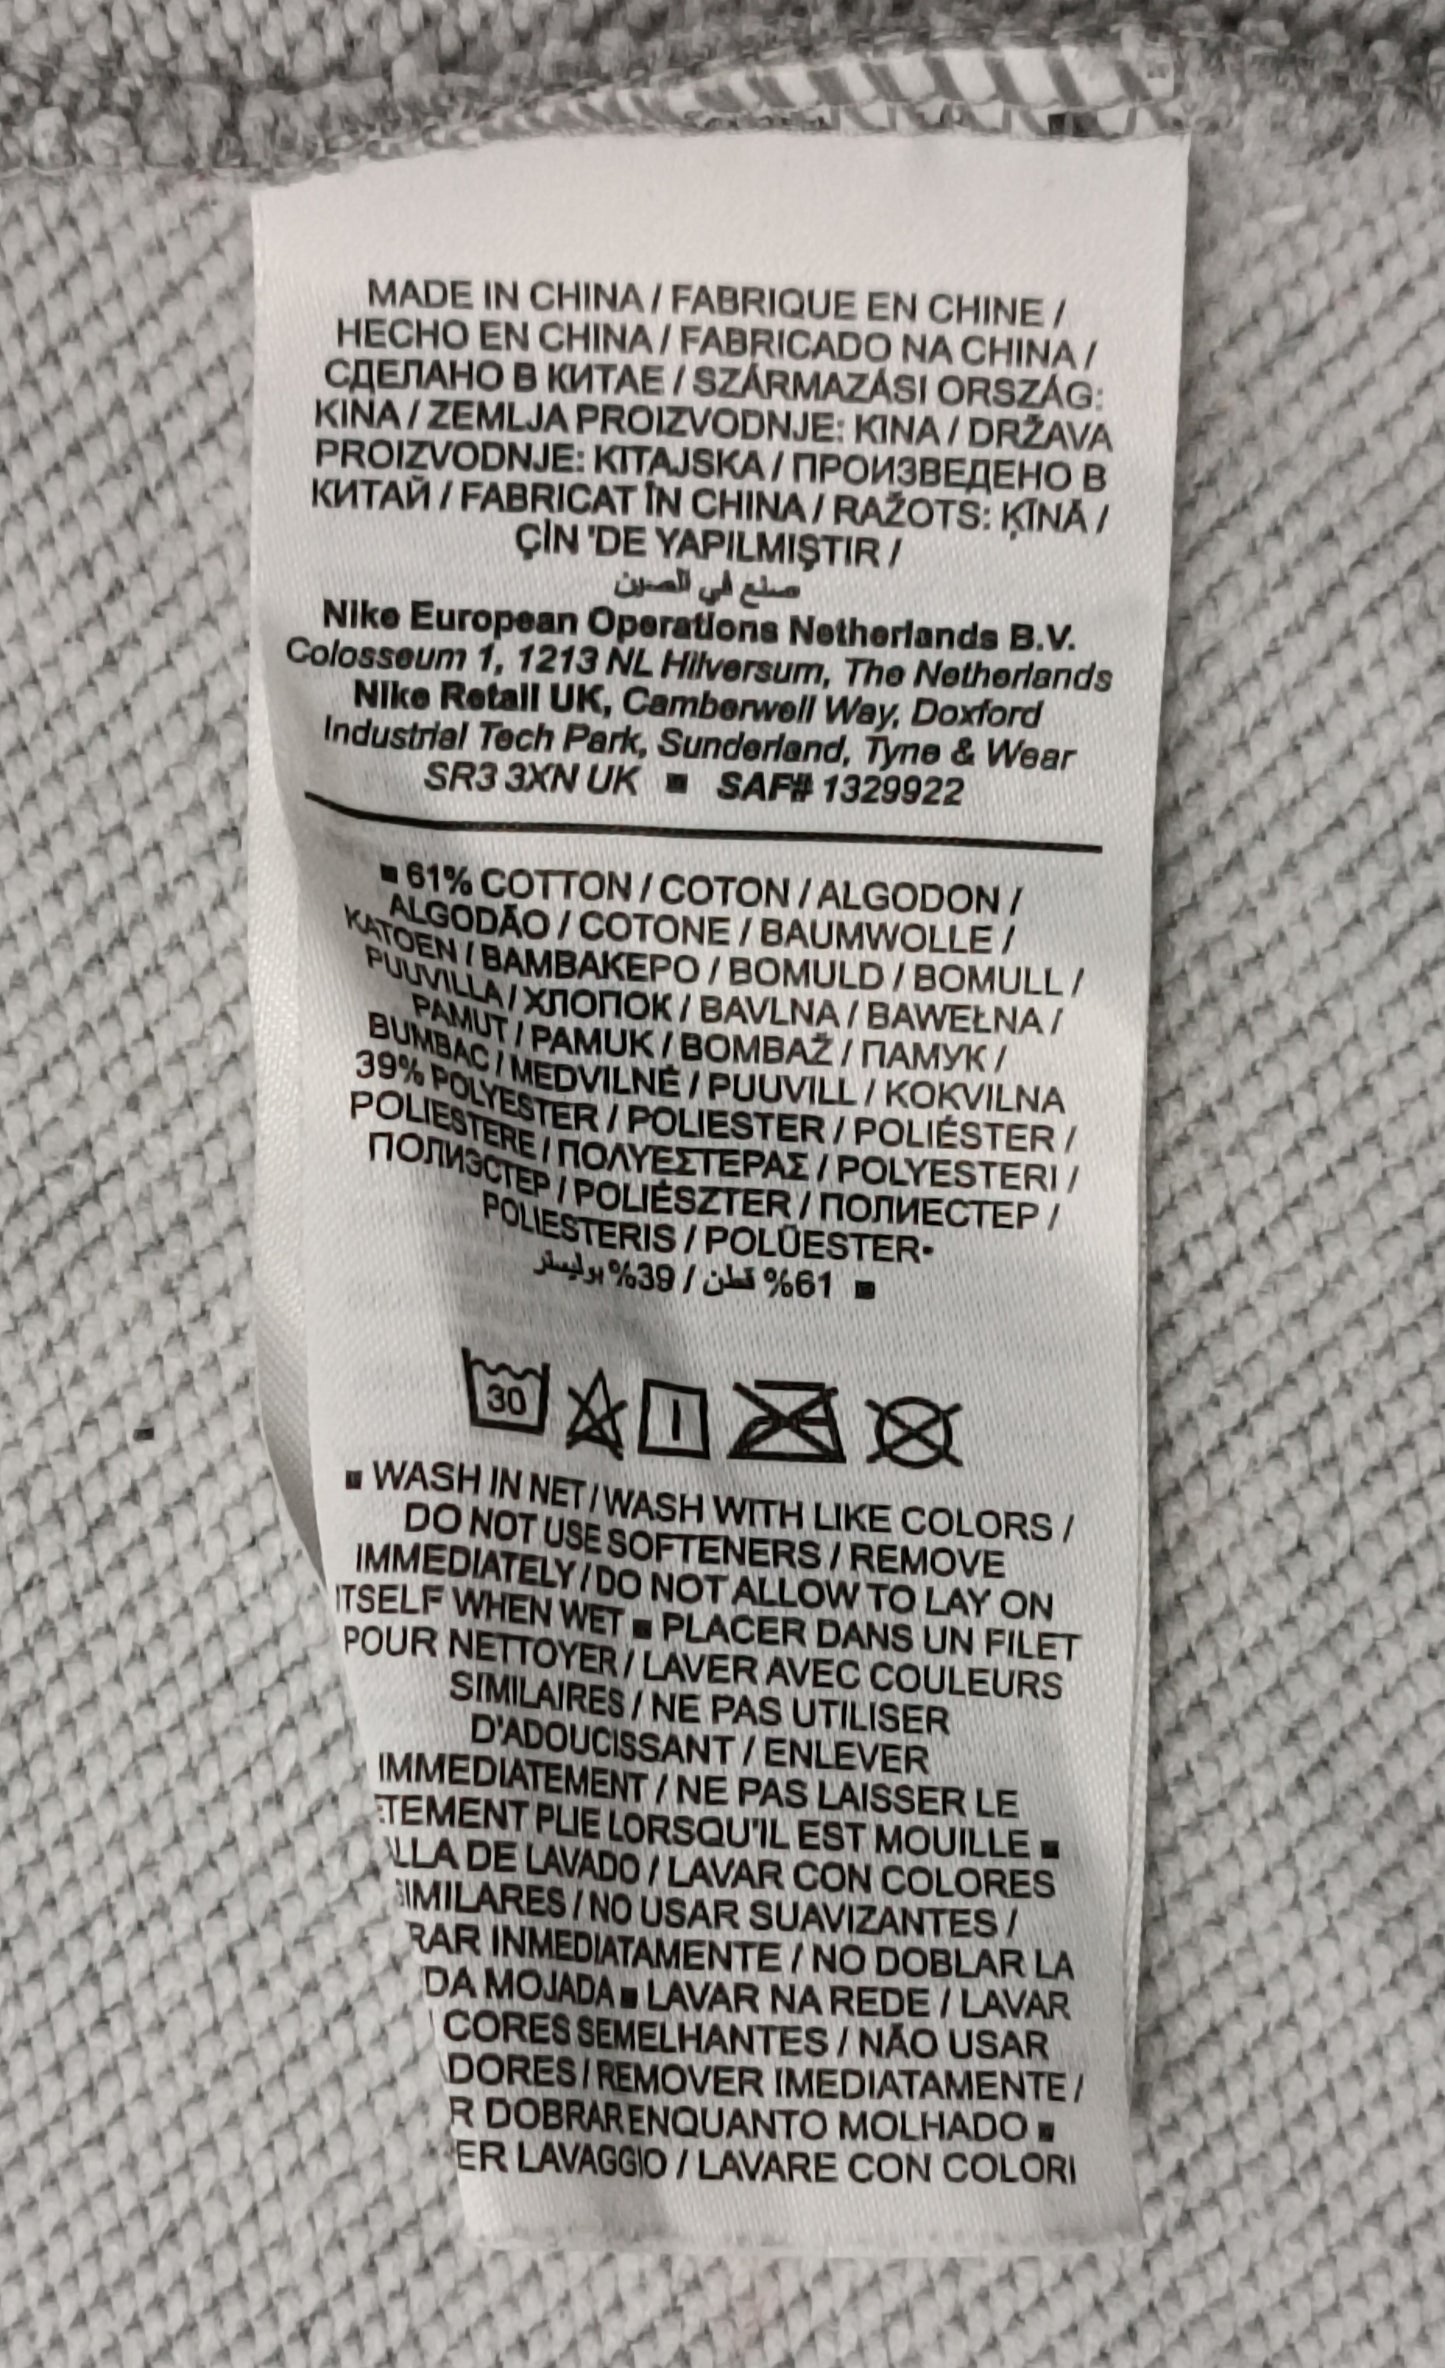 MADE IN CHINA / FABRIQUE EN CHINE /
HECHO EN CHINA / FABRICADO NA CHINA /
СДЕЛАНО В КИТАЕ / SZÁRMAZÁSI ORSZÁG:
KINA / ZEMLJA PROIZVODNJE: KINA / DRŽAVA
PROIZVODNJE: KITAJSKA / ПРОИЗВЕДЕНО В
КИТАЙ / FABRICAT ÎN CHINA / RAŽOTS: ĶĪNĀ /
ÇİN 'DE YAPILMIŞTIR /
صنع في الصين
Nike European Operations Netherlands B.V.
Colosseum 1, 1213 NL Hilversum, The Netherlands
Nike Retail UK, Camberwell Way, Doxford
Industrial Tech Park, Sunderland, Tyne & Wear
SR3 3XN UK ■ SAF# 1329922
■ 61% COTTON / COTON / ALGODON /
ALGODÃO / COTONE / BAUMWOLLE /
KATOEN / ΒΑΜΒΑΚΕΡΟ / BOMULD / BOMULL /
PUUVILLA / ХЛОПОК / BAVLNA / BAWEŁNA /
PAMUT / PAMUK / BOMBAŽ / ПАМУК /
BUMBAC / MEDVILNĖ / PUUVILL / KOKVILNA
39% POLYESTER / POLIESTER / POLIÉSTER /
POLIESTERE / ΠΟΛΥΕΣΤΕΡΑΣ / POLYESTERI /
ПОЛИЭСТЕР / POLIÉSZTER / ПОЛИЕСТЕР /
POLIESTERIS / POLÜESTER▪
■ 61% قطن / 39% بوليستر
30
■ WASH IN NET / WASH WITH LIKE COLORS /
DO NOT USE SOFTENERS / REMOVE
IMMEDIATELY / DO NOT ALLOW TO LAY ON
ITSELF WHEN WET ■ PLACER DANS UN FILET
POUR NETTOYER / LAVER AVEC COULEURS
SIMILAIRES / NE PAS UTILISER
D'ADOUCISSANT / ENLEVER
IMMEDIATEMENT / NE PAS LAISSER LE
ETEMENT PLIE LORSQU'IL EST MOUILLE ■
LLA DE LAVADO / LAVAR CON COLORES
SIMILARES / NO USAR SUAVIZANTES /
RAR INMEDIATAMENTE / NO DOBLAR LA
DA MOJADA ■ LAVAR NA REDE / LAVAR
CORES SEMELHANTES / NÃO USAR
DORES / REMOVER IMEDIATAMENTE /
R DOBRAR ENQUANTO MOLHADO ■
ER LAVAGGIO / LAVARE CON COLORI